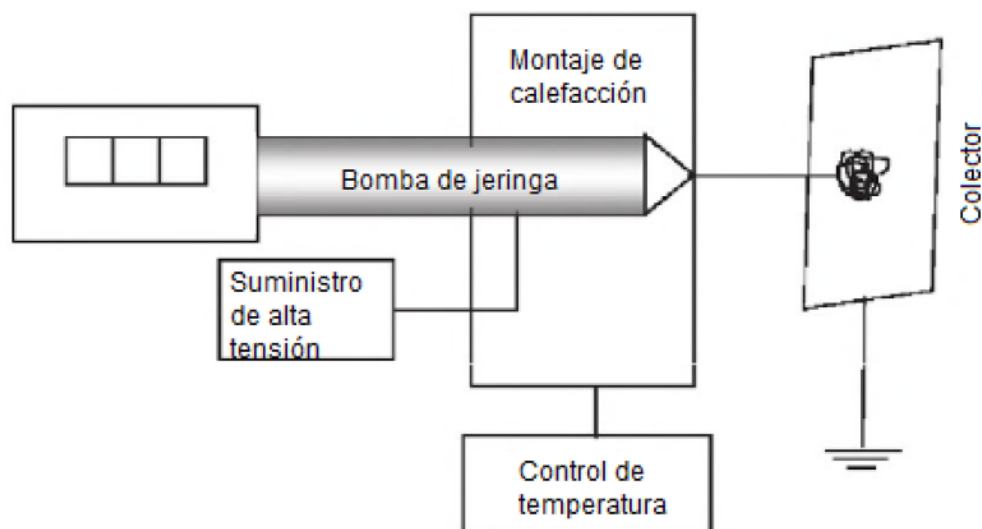 Montaje de
calefacción
Bomba de jeringa
Colector
Suministro
de alta
tensión
Control de
temperatura